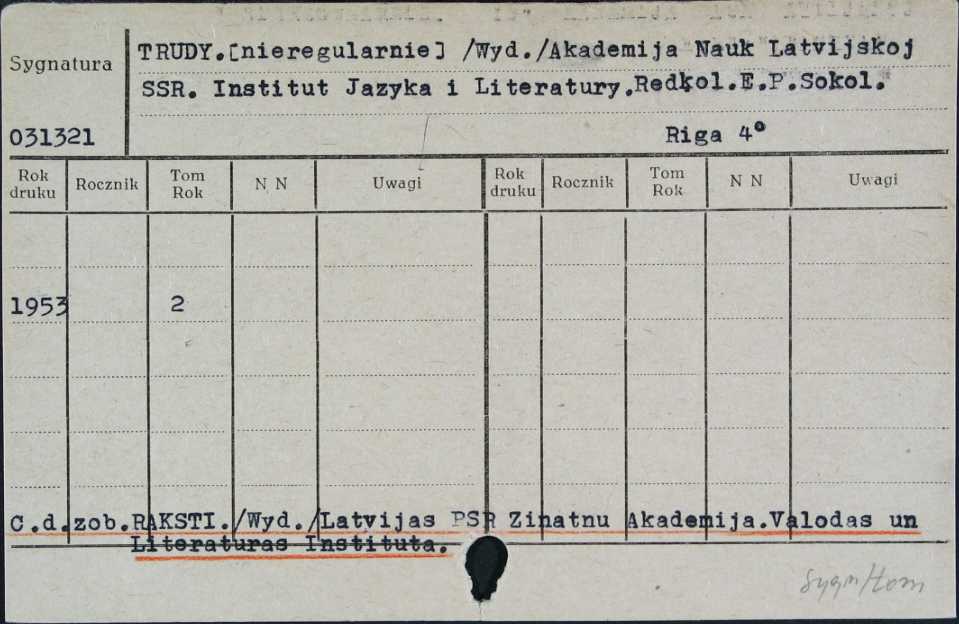 TRUDY.[nieregularnie] /Wyd./Akademija Nauk Latvijskoj
Sygnatura
SSR. Institut Jazyka i Literatury.Redkol.E.P.Sokol.
031321
Riga 4°
Rok druku Rocznik Tom Rok N N Uwagi Rok druku Rocznik Tom Rok N N Uwagi
1953 2
C.d.zob.RAKSTI./Wyd./Latvijas PSR Zinatnu Akademija.Valodas un
Literaturas Instituta.
sygn/tom